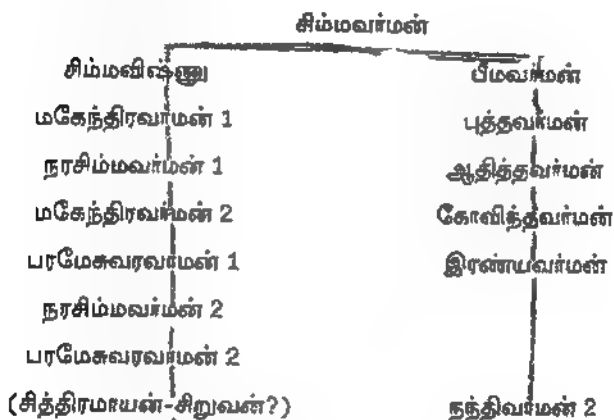 சிம்மவர்மன்
சிம்மவிஷ்ணு
பீமவர்மன்
மகேந்திரவர்மன் 1
புத்தவர்மன்
நரசிம்மவர்மன் 1
ஆதித்தவர்மன்
மகேந்திரவர்மன் 2
கோவிந்தவர்மன்
பரமேசுவரவர்மன் 1
இரண்யவர்மன்
நரசிம்மவர்மன் 2
பரமேசுவரவர்மன் 2
(சித்திரமாயன்-சிறுவன்?)
நந்திவர்மன் 2